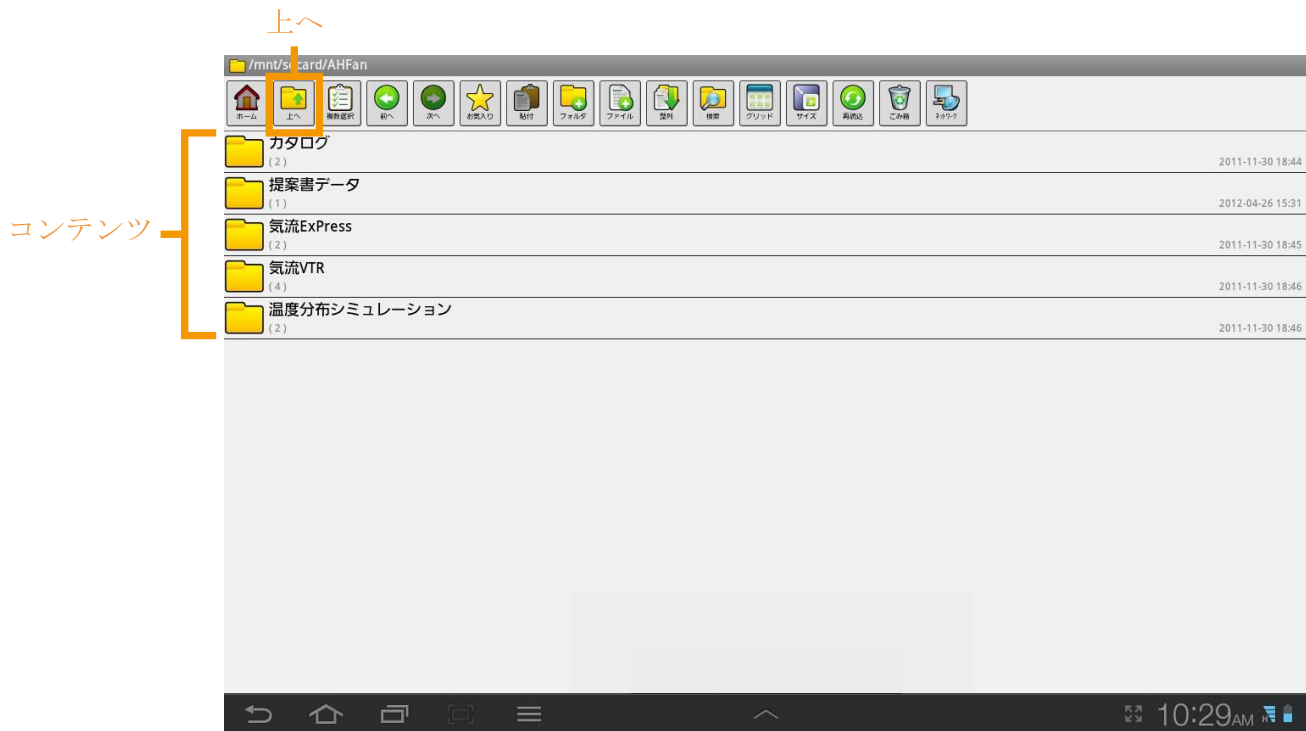 上へ
/mnt/sdcard/AHFan
ホーム 上へ 複数選択 前へ 次へ お気入り 貼付 フォルダ ファイル 整列 検索 グリッド サイズ 再読込 ごみ箱 ネットワーク
カタログ
(2) 2011-11-30 18:44
提案書データ
(1) 2012-04-26 15:31
コンテンツ
気流ExPress
(2) 2011-11-30 18:45
気流VTR
(4) 2011-11-30 18:46
温度分布シミュレーション
(2) 2011-11-30 18:46
10:29AM H